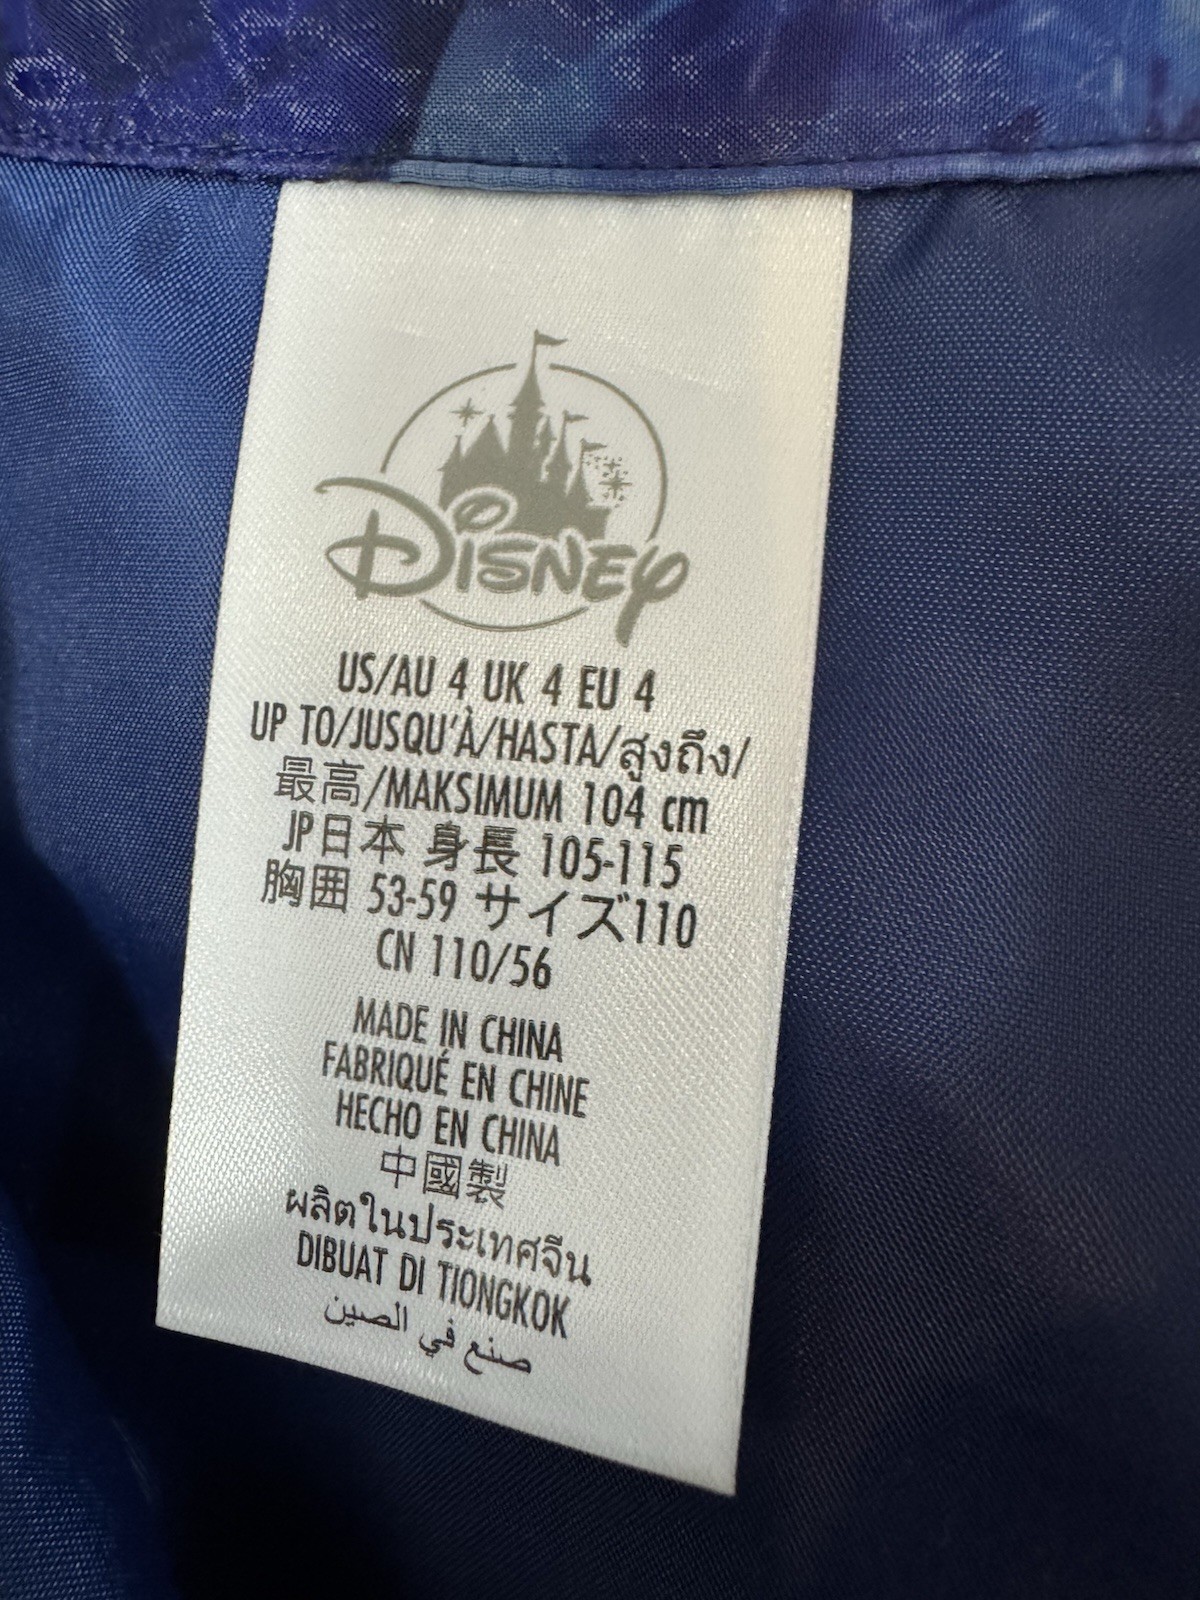 Disney
US/AU 4 UK 4 EU 4
UP TO/JUSQU'À/HASTA/สูงถึง/
最高/MAKSIMUM 104 cm
JP日本 身長 105-115
胸囲 53-59 サイズ110
CN 110/56
MADE IN CHINA
FABRIQUÉ EN CHINE
HECHO EN CHINA
中國製
ผลิตในประเทศจีน
DIBUAT DI TIONGKOK
صنع في الصين